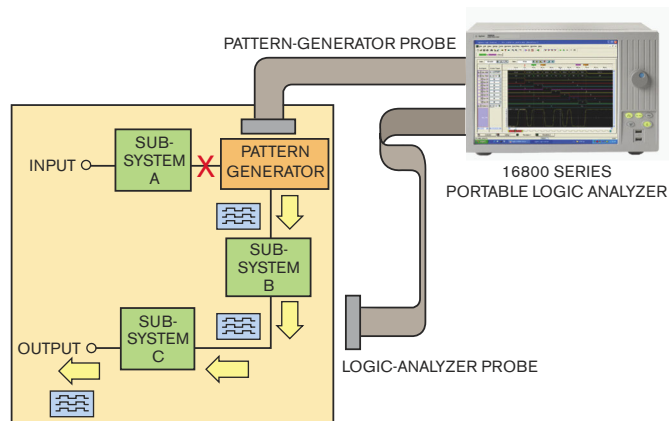 PATTERN-GENERATOR PROBE
SUB-
SYSTEM
A
PATTERN
GENERATOR
INPUT
16800 SERIES
PORTABLE LOGIC ANALYZER
SUB-
SYSTEM
B
SUB-
SYSTEM
C
OUTPUT
LOGIC-ANALYZER PROBE